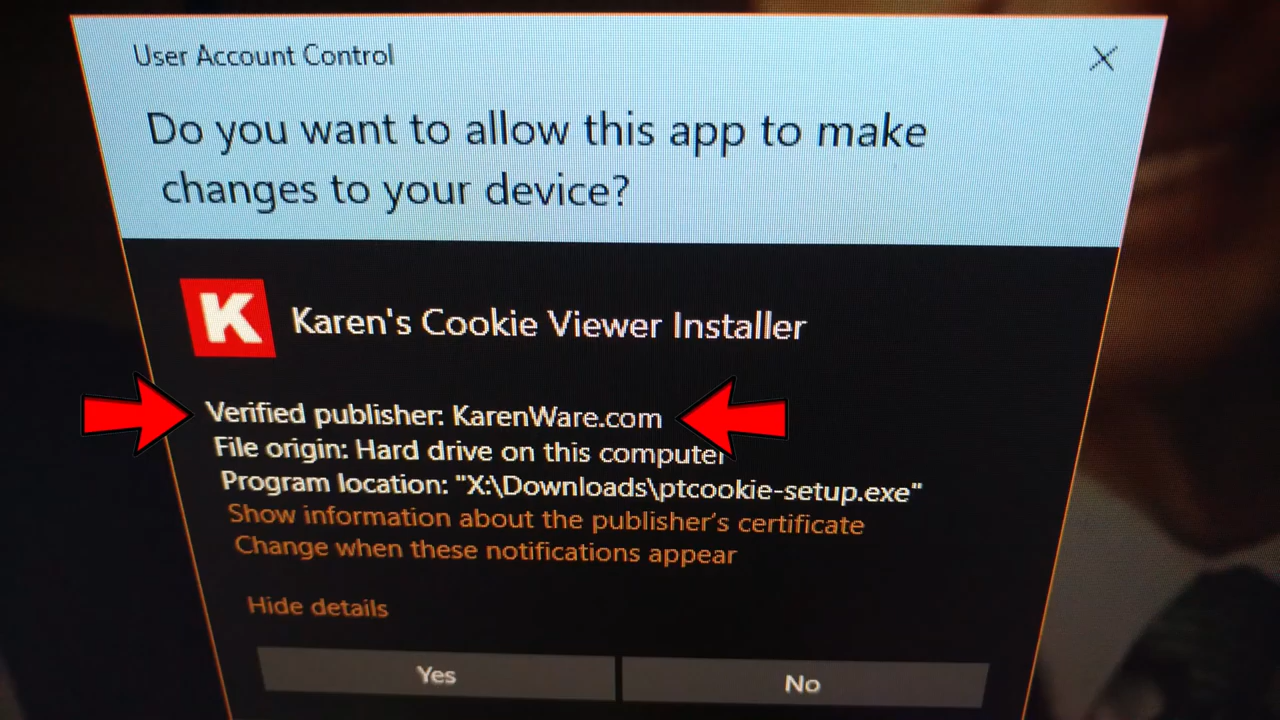 User Account Control
Do you want to allow this app to make
changes to your device?
K
Karen's Cookie Viewer Installer
Verified publisher: KarenWare.com
File origin: Hard drive on this computer
Program location: "X:\Downloads\ptcookie-setup.exe"
Show information about the publisher's certificate
Change when these notifications appear
Hide details
Yes
No